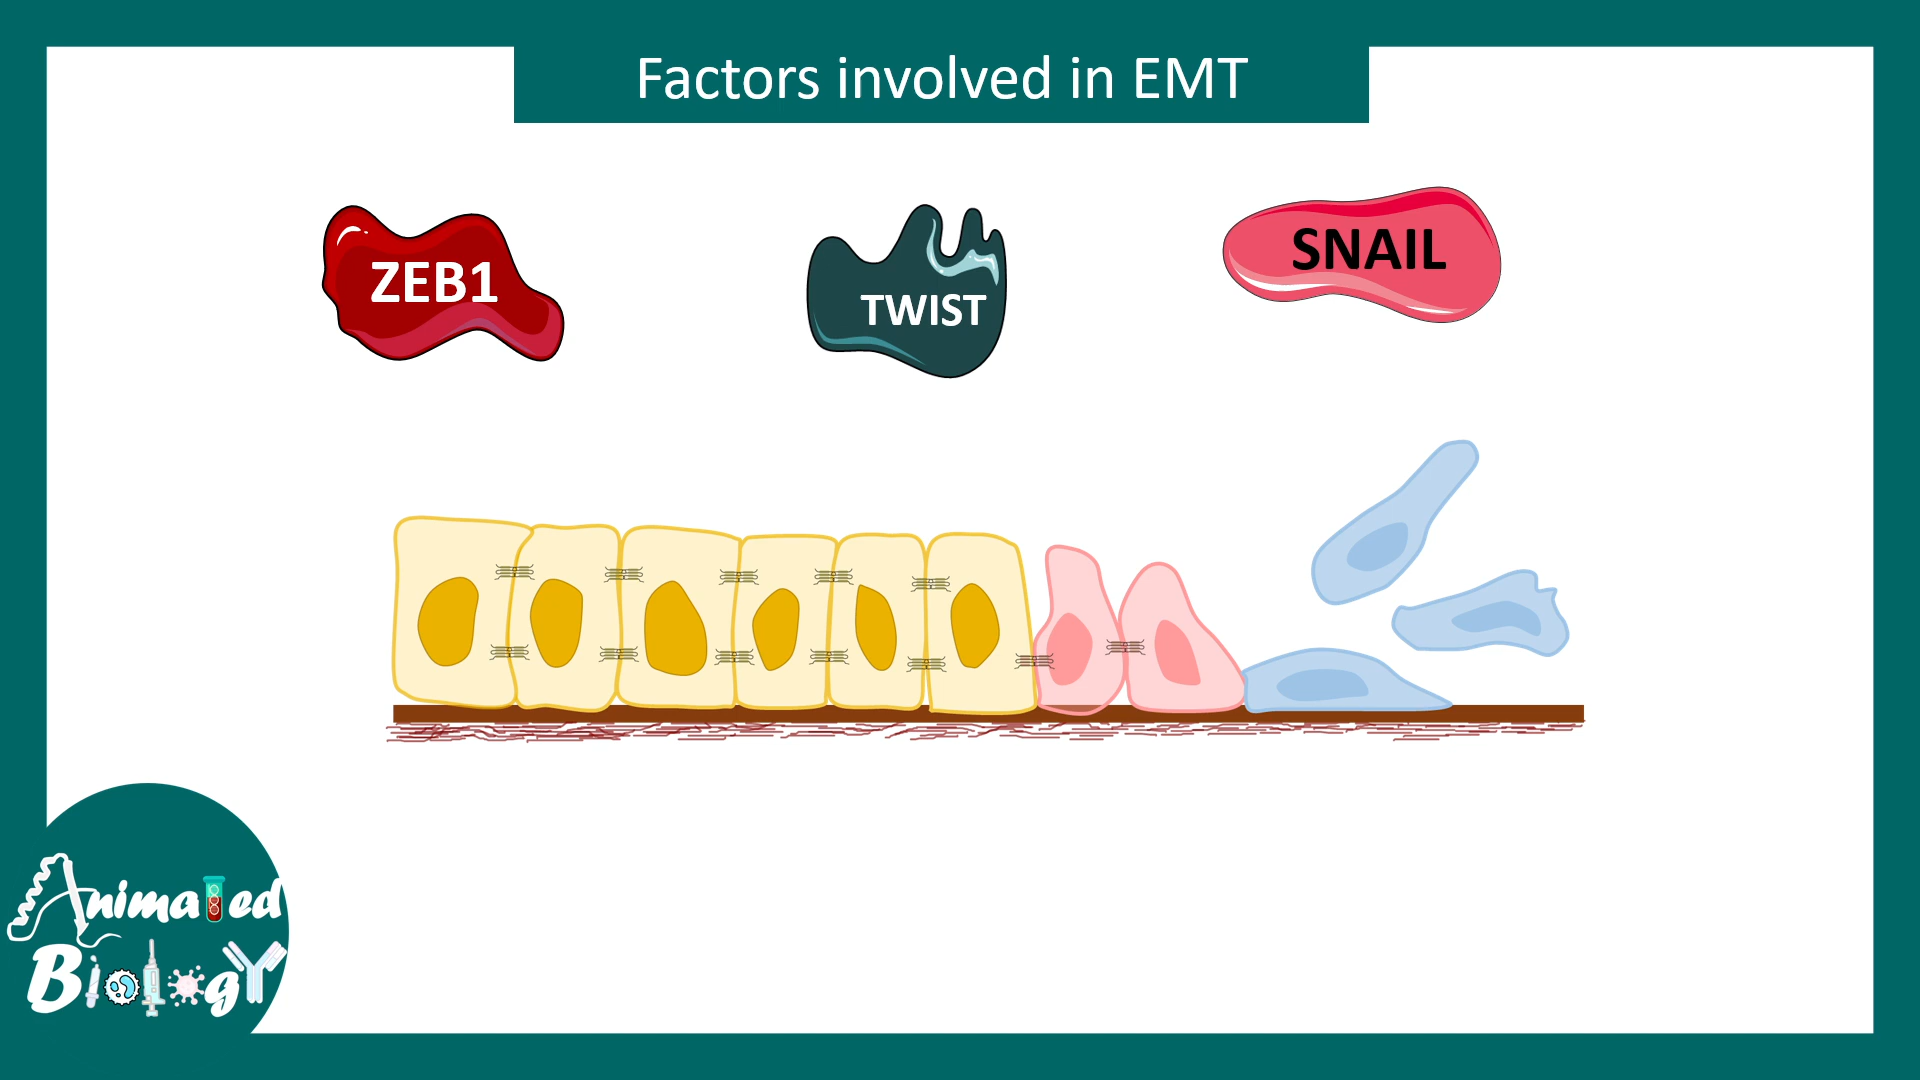 Factors involved in EMT
ZEB1
TWIST
SNAIL
Animated
Biology